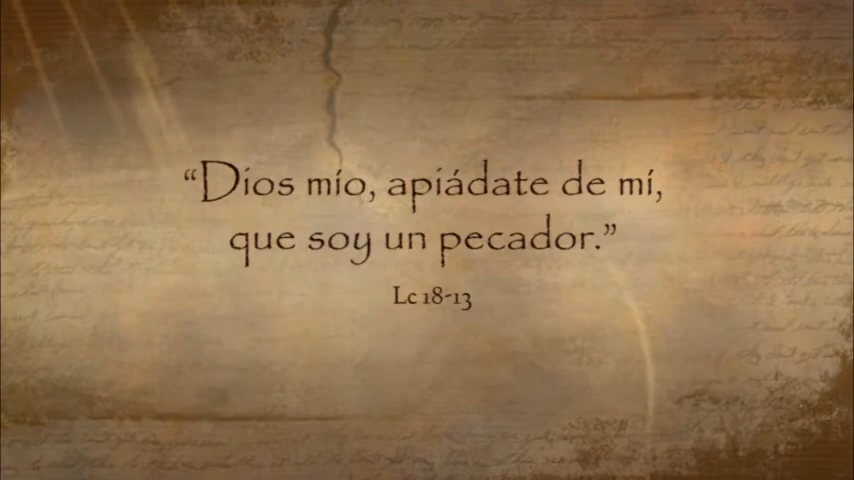 “Dios mío, apiádate de mí,
que soy un pecador.”
Lc 18-13